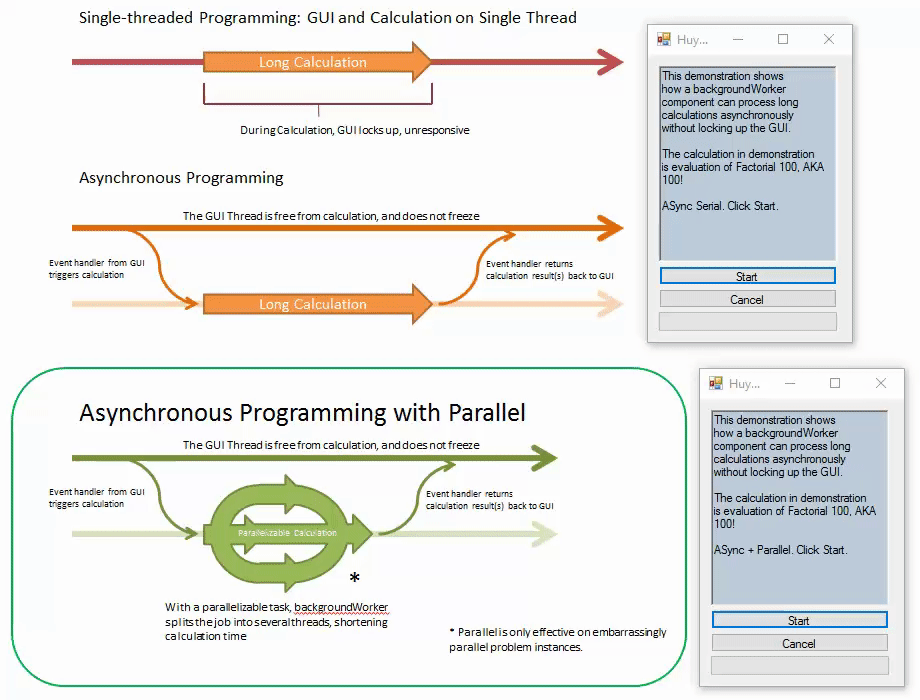 Single-threaded Programming: GUI and Calculation on Single Thread
Long Calculation
During Calculation, GUI locks up, unresponsive
Asynchronous Programming
The GUI Thread is free from calculation, and does not freeze
Event handler from GUI
triggers calculation
Event handler returns
calculation result(s) back to GUI
Long Calculation
Huy...
This demonstration shows
how a backgroundWorker
component can process long
calculations asynchronously
without locking up the GUI.
The calculation in demonstration
is evaluation of Factorial 100, AKA
100!
ASync Serial. Click Start.
Start
Cancel
Asynchronous Programming with Parallel
The GUI Thread is free from calculation, and does not freeze
Event handler from GUI
triggers calculation
Event handler returns
calculation result(s) back to GUI
Parallelizable Calculation
*
With a parallelizable task, backgroundWorker
splits the job into several threads, shortening
calculation time
* Parallel is only effective on embarrassingly
parallel problem instances.
Huy...
This demonstration shows
how a backgroundWorker
component can process long
calculations asynchronously
without locking up the GUI.
The calculation in demonstration
is evaluation of Factorial 100, AKA
100!
ASync + Parallel. Click Start.
Start
Cancel